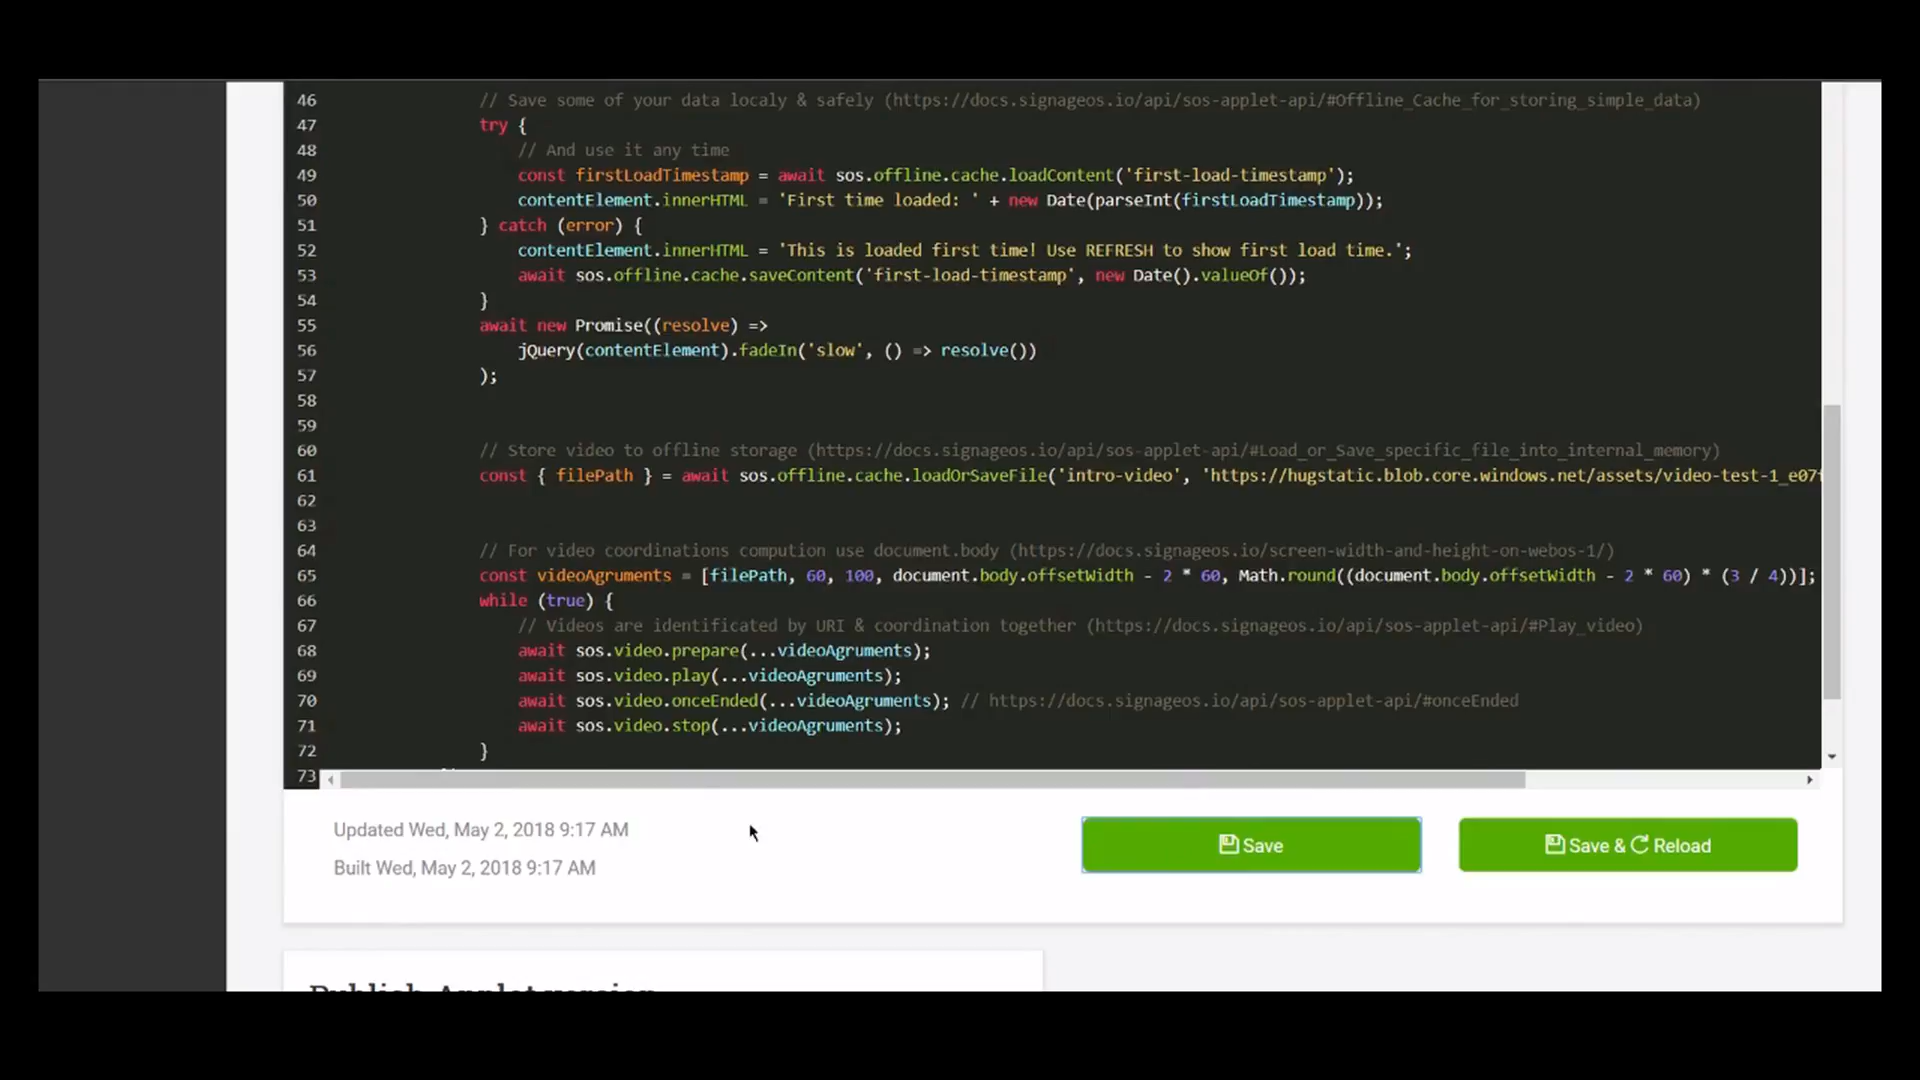 46 // Save some of your data localy & safely (https://docs.signageos.io/api/sos-applet-api/#Offline_Cache_for_storing_simple_data)
47 try {
48 // And use it any time
49 const firstLoadTimestamp = await sos.offline.cache.loadContent('first-load-timestamp');
50 contentElement.innerHTML = 'First time loaded: ' + new Date(parseInt(firstLoadTimestamp));
51 } catch (error) {
52 contentElement.innerHTML = 'This is loaded first time! Use REFRESH to show first load time.';
53 await sos.offline.cache.saveContent('first-load-timestamp', new Date().valueOf());
54 }
55 await new Promise((resolve) =>
56 jQuery(contentElement).fadeIn('slow', () => resolve())
57 );
58
59
60 // Store video to offline storage (https://docs.signageos.io/api/sos-applet-api/#Load_or_Save_specific_file_into_internal_memory)
61 const { filePath } = await sos.offline.cache.loadOrSaveFile('intro-video', 'https://hugstatic.blob.core.windows.net/assets/video-test-1_e07
62
63
64 // For video coordinations compution use document.body (https://docs.signageos.io/screen-width-and-height-on-webos-1/)
65 const videoAgruments = [filePath, 60, 100, document.body.offsetWidth - 2 * 60, Math.round((document.body.offsetWidth - 2 * 60) * (3 / 4))];
66 while (true) {
67 // Videos are identificated by URI & coordination together (https://docs.signageos.io/api/sos-applet-api/#Play_video)
68 await sos.video.prepare(...videoAgruments);
69 await sos.video.play(...videoAgruments);
70 await sos.video.onceEnded(...videoAgruments); // https://docs.signageos.io/api/sos-applet-api/#onceEnded
71 await sos.video.stop(...videoAgruments);
72 }
73
Updated Wed, May 2, 2018 9:17 AM
Save
Save & Reload
Built Wed, May 2, 2018 9:17 AM
Publish Applet version